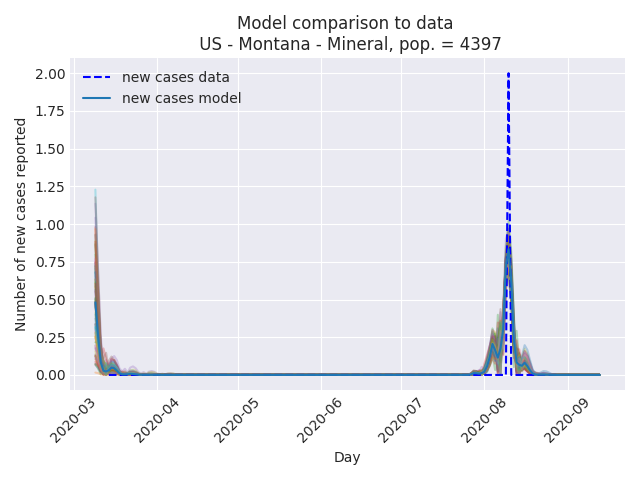 Model comparison to data
US - Montana - Mineral, pop. = 4397
new cases data
new cases model
Number of new cases reported
2.00
1.75
1.50
1.25
1.00
0.75
0.50
0.25
0.00
2020-03
2020-04
2020-05
2020-06
2020-07
2020-08
2020-09
Day